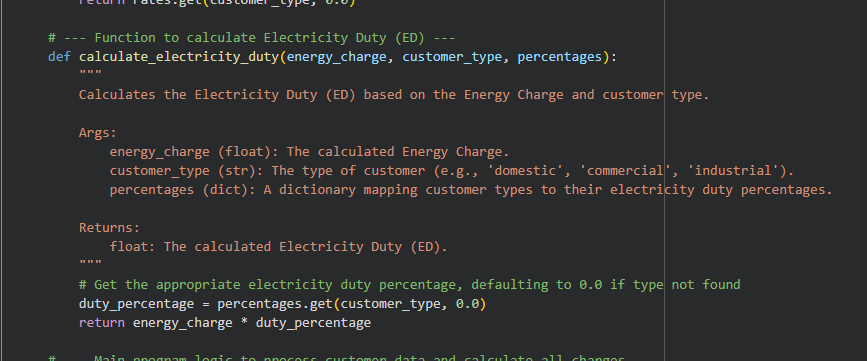 return rates.get(customer_type, 0.0)
# --- Function to calculate Electricity Duty (ED) ---
def calculate_electricity_duty(energy_charge, customer_type, percentages):
"""
Calculates the Electricity Duty (ED) based on the Energy Charge and customer type.
Args:
energy_charge (float): The calculated Energy Charge.
customer_type (str): The type of customer (e.g., 'domestic', 'commercial', 'industrial').
percentages (dict): A dictionary mapping customer types to their electricity duty percentages.
Returns:
float: The calculated Electricity Duty (ED).
"""
# Get the appropriate electricity duty percentage, defaulting to 0.0 if type not found
duty_percentage = percentages.get(customer_type, 0.0)
return energy_charge * duty_percentage
# Main program logic to process customer data and calculate all